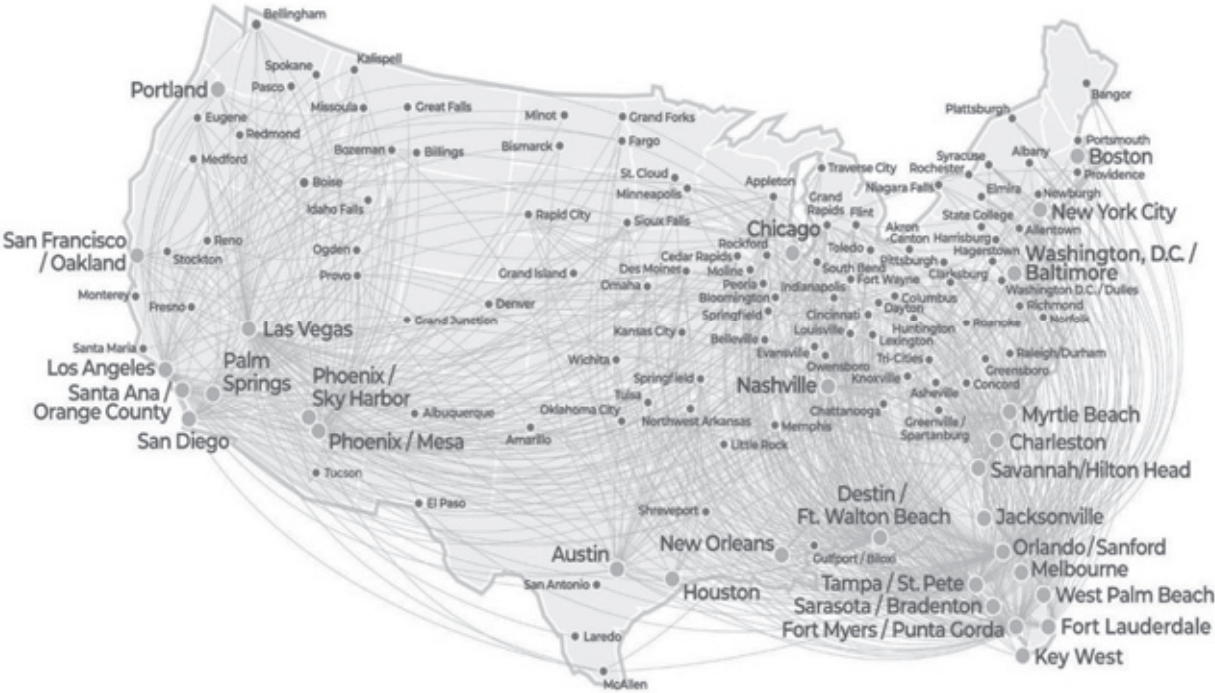 Bellingham
Spokane
Kalispell
Portland
Pasco
Missoula
Great Falls
Minot
Grand Forks
Eugene
Redmond
Bozeman
Billings
Bismarck
Fargo
Medford
Boise
Idaho Falls
St. Cloud
Minneapolis
Rapid City
Sioux Falls
Appleton
Traverse City
Plattsburgh
Bangor
Portsmouth
Boston
Providence
Albany
Syracuse
Rochester
Niagara Falls
Elmira
Newburgh
New York City
State College
Allentown
Grand
Rapids
Flint
Akron
-Canton
Harrisburg
Hagerstown
Washington, D.C. /
Baltimore
Washington D.C. / Dulles
San Francisco
/ Oakland
Reno
Stockton
Ogden
Provo
Monterey
Fresno
Grand Island
Denver
Grand Junction
Omaha
Des Moines
Cedar Rapids
Rockford
Chicago
Moline
Peoria
Bloomington
Springfield
Toledo
South Bend
Fort Wayne
Pittsburgh
Clarksburg
Indianapolis
Columbus
Dayton
Cincinnati
Huntington
Richmond
Norfolk
Roanoke
Las Vegas
Santa Maria
Los Angeles
Palm
Springs
Santa Ana /
Orange County
San Diego
Phoenix /
Sky Harbor
Phoenix / Mesa
Tucson
Albuquerque
Amarillo
El Paso
Kansas City
Wichita
Belleville
Louisville
Lexington
Evansville
Owensboro
Tri-Cities
Springfield
Tulsa
Oklahoma City
Northwest Arkansas
Nashville
Knoxville
Asheville
Raleigh/Durham
Greensboro
Concord
Chattanooga
Greenville /
Spartanburg
Memphis
Little Rock
Myrtle Beach
Charleston
Savannah/Hilton Head
Shreveport
Destin /
Ft. Walton Beach
Jacksonville
Austin
New Orleans
Gulfport / Biloxi
Orlando/Sanford
Melbourne
San Antonio
Houston
Tampa / St. Pete
West Palm Beach
Sarasota / Bradenton
Fort Myers / Punta Gorda
Fort Lauderdale
Laredo
Key West
McAllen